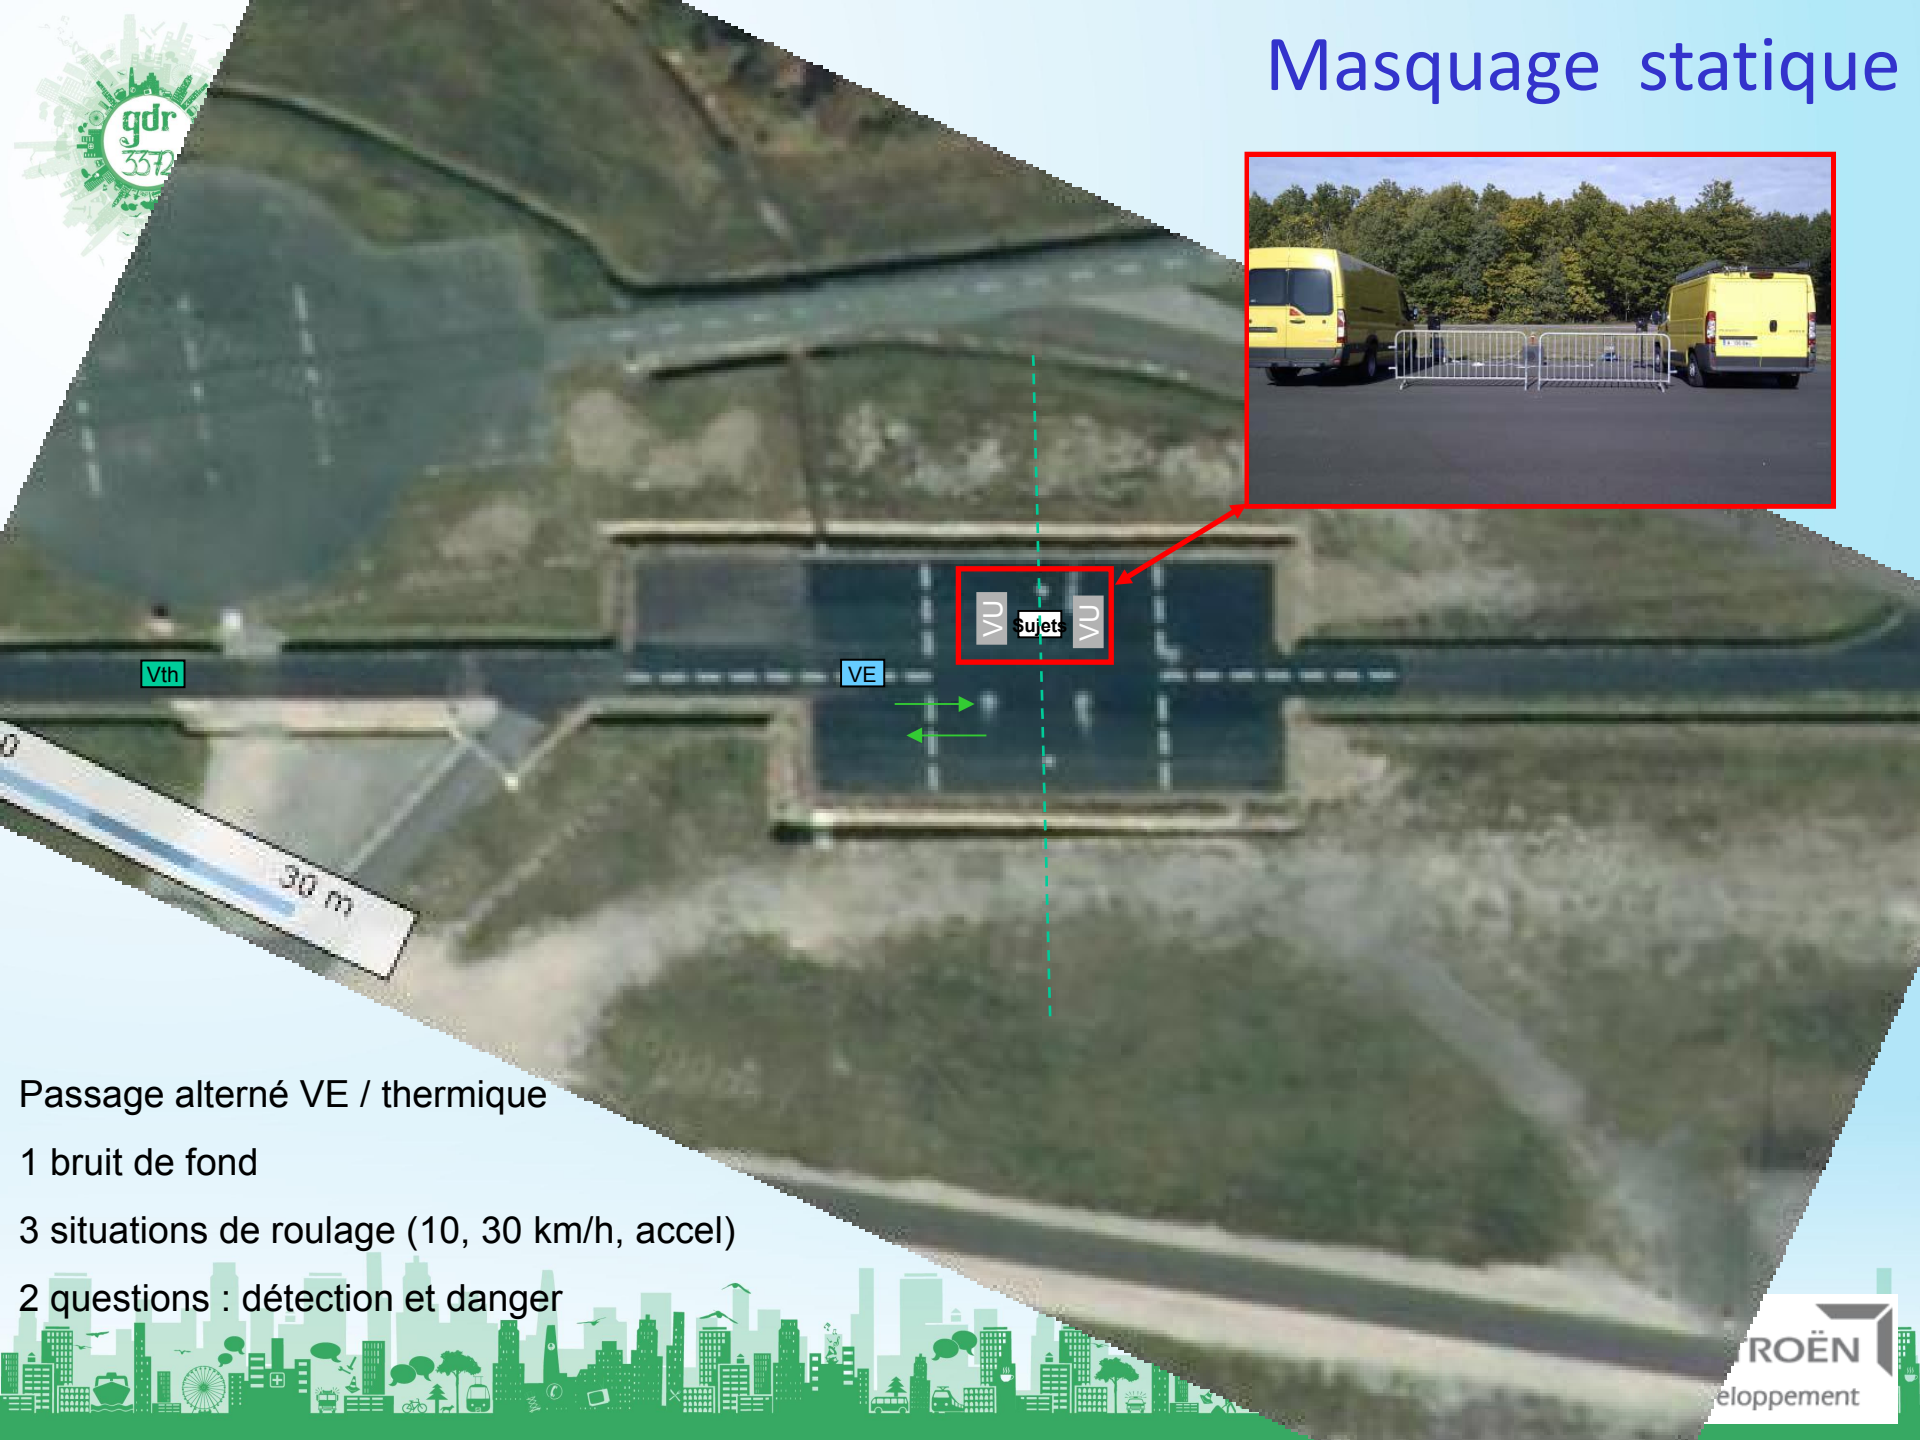 Masquage statique
gdr
3372
VU
Sujets
VU
Vth
VE
0
30 m
Passage alterné VE / thermique
1 bruit de fond
3 situations de roulage (10, 30 km/h, accel)
2 questions : détection et danger
ROËN
eloppement